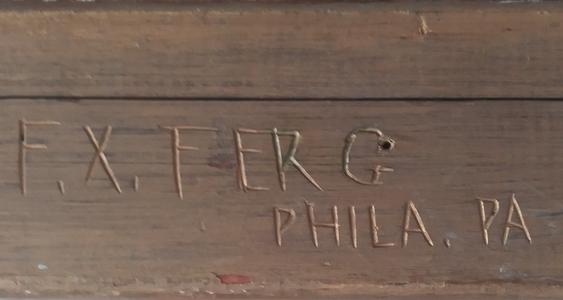 F. X. FERG
PHILA. PA